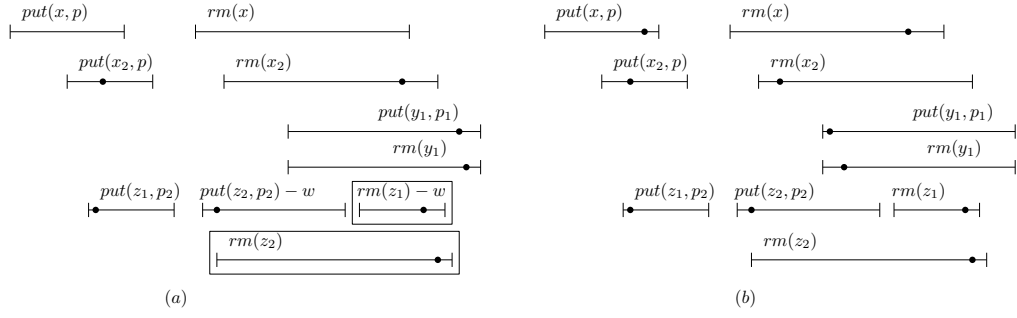 put(x, p) rm(x) put(x, p) rm(x)
put(x₂, p) rm(x₂) put(x₂, p) rm(x₂)
put(y₁, p₁) put(y₁, p₁)
rm(y₁) rm(y₁)
put(z₁, p₂) put(z₂, p₂) − w rm(z₁) − w put(z₁, p₂) put(z₂, p₂) rm(z₁)
rm(z₂) rm(z₂)
(a) (b)